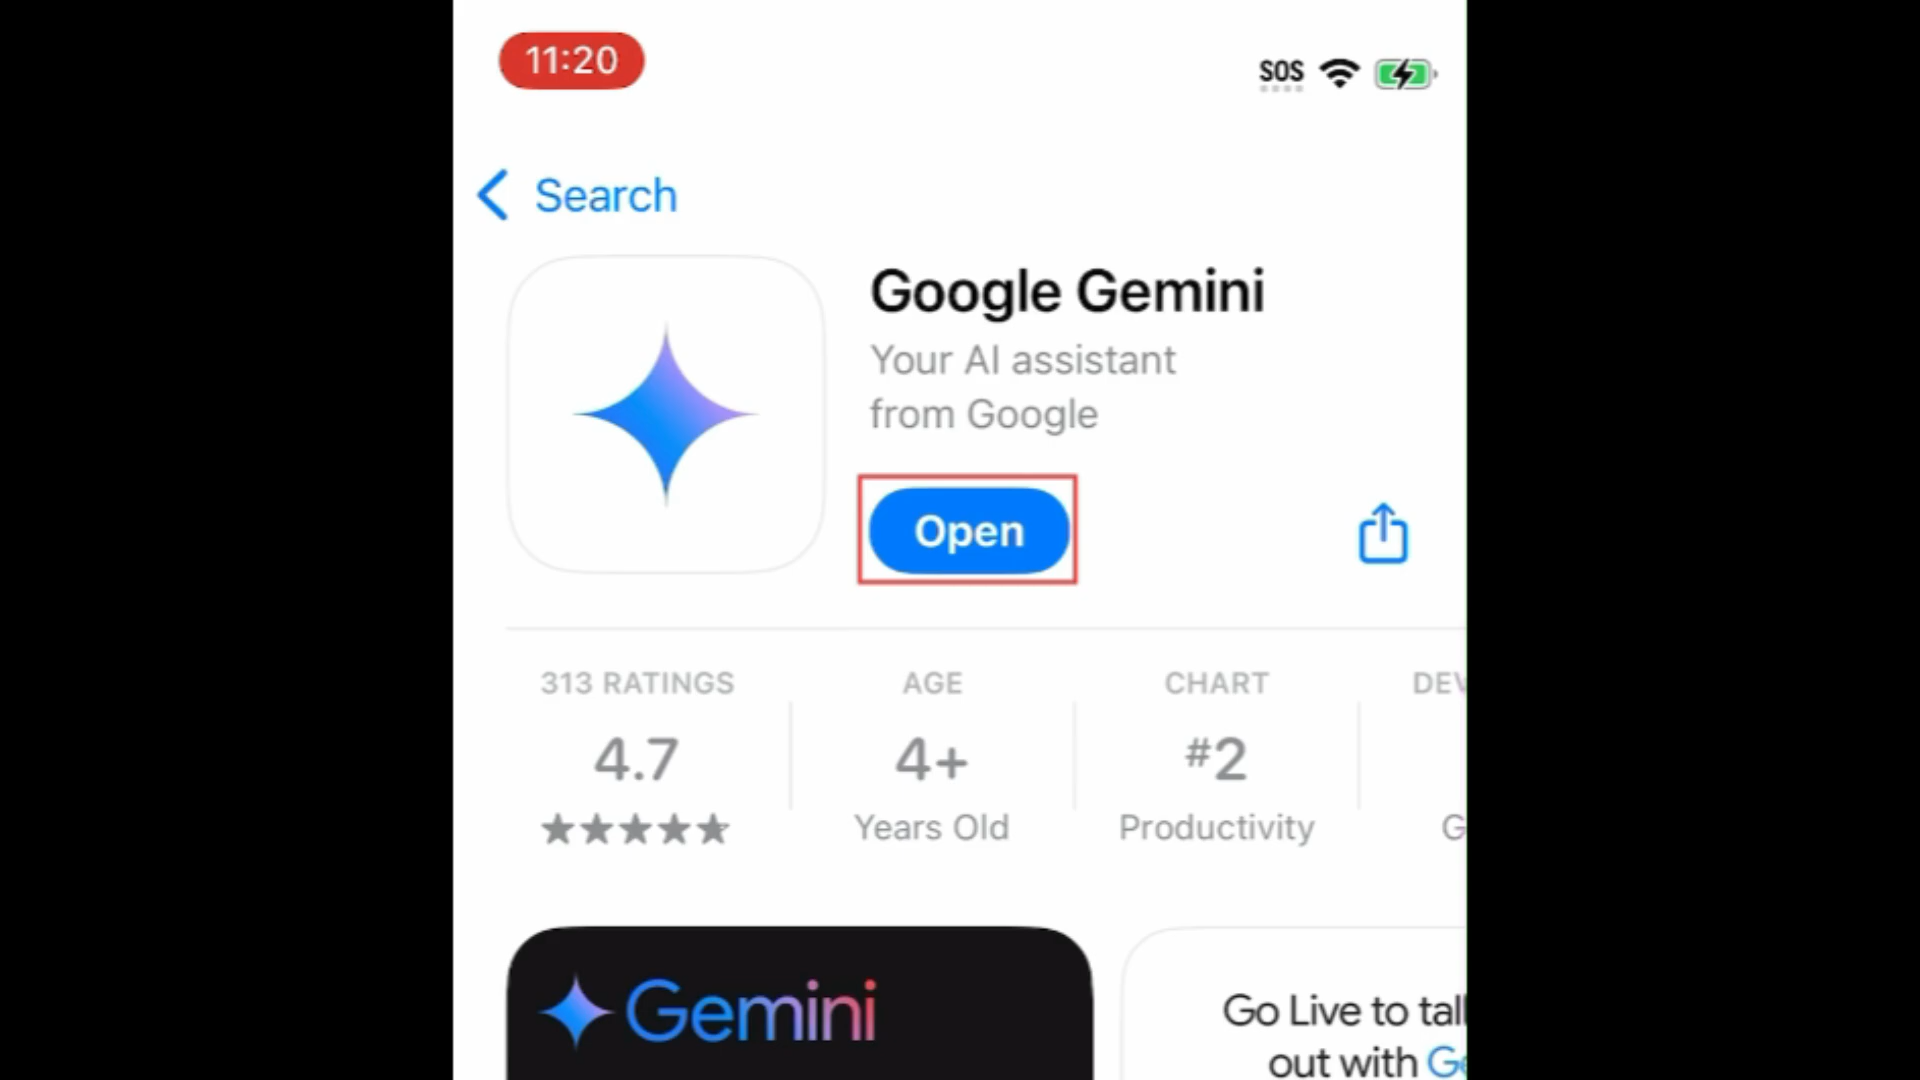 11:20
SOS
Search
Google Gemini
Your AI assistant
from Google
Open
313 RATINGS
AGE
CHART
4.7
4+
#2
Years Old
Productivity
Gemini
Go Live to
out with